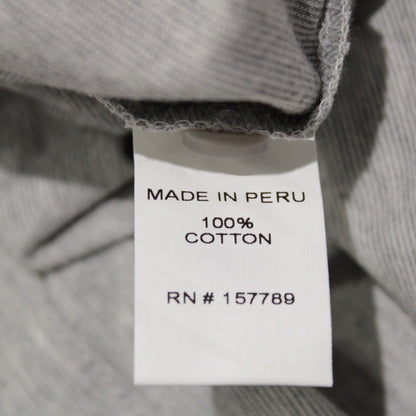 MADE IN PERU
100%
COTTON
RN # 157789